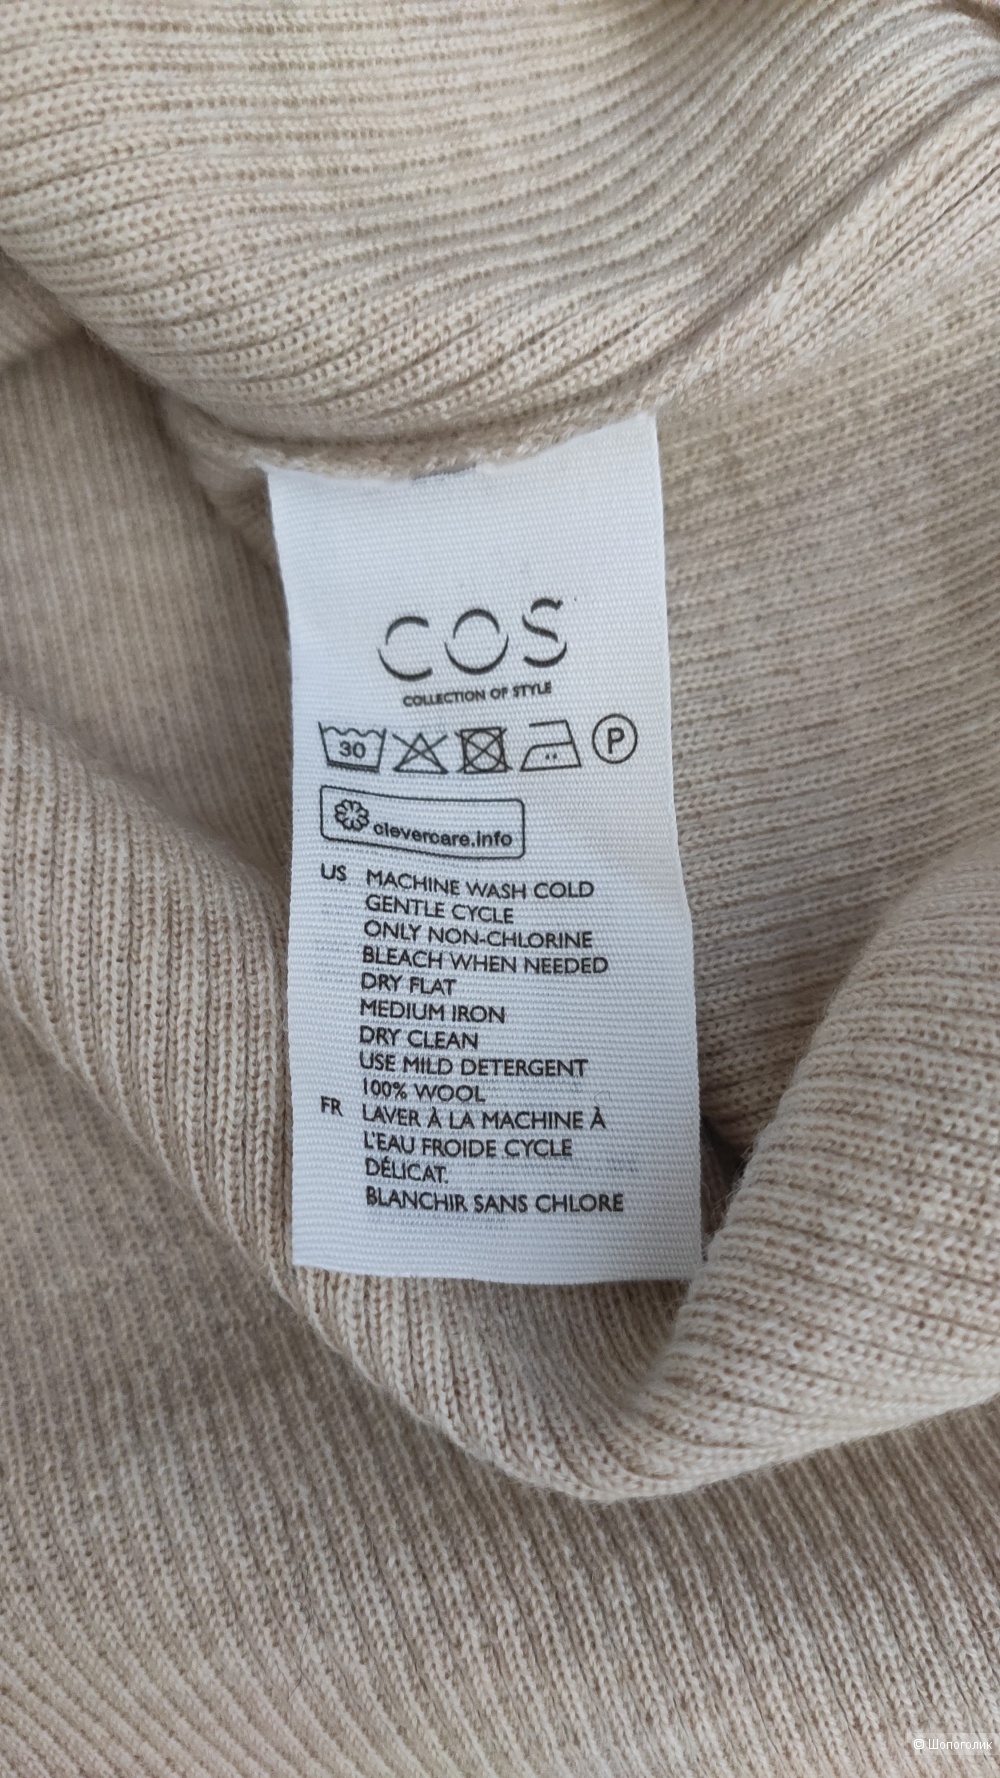 COS
COLLECTION OF STYLE
30 P
clevercare.info
US MACHINE WASH COLD
GENTLE CYCLE
ONLY NON-CHLORINE
BLEACH WHEN NEEDED
DRY FLAT
MEDIUM IRON
DRY CLEAN
USE MILD DETERGENT
100% WOOL
FR LAVER À LA MACHINE À
L'EAU FROIDE CYCLE
DÉLICAT.
BLANCHIR SANS CHLORE
© Шопоголик